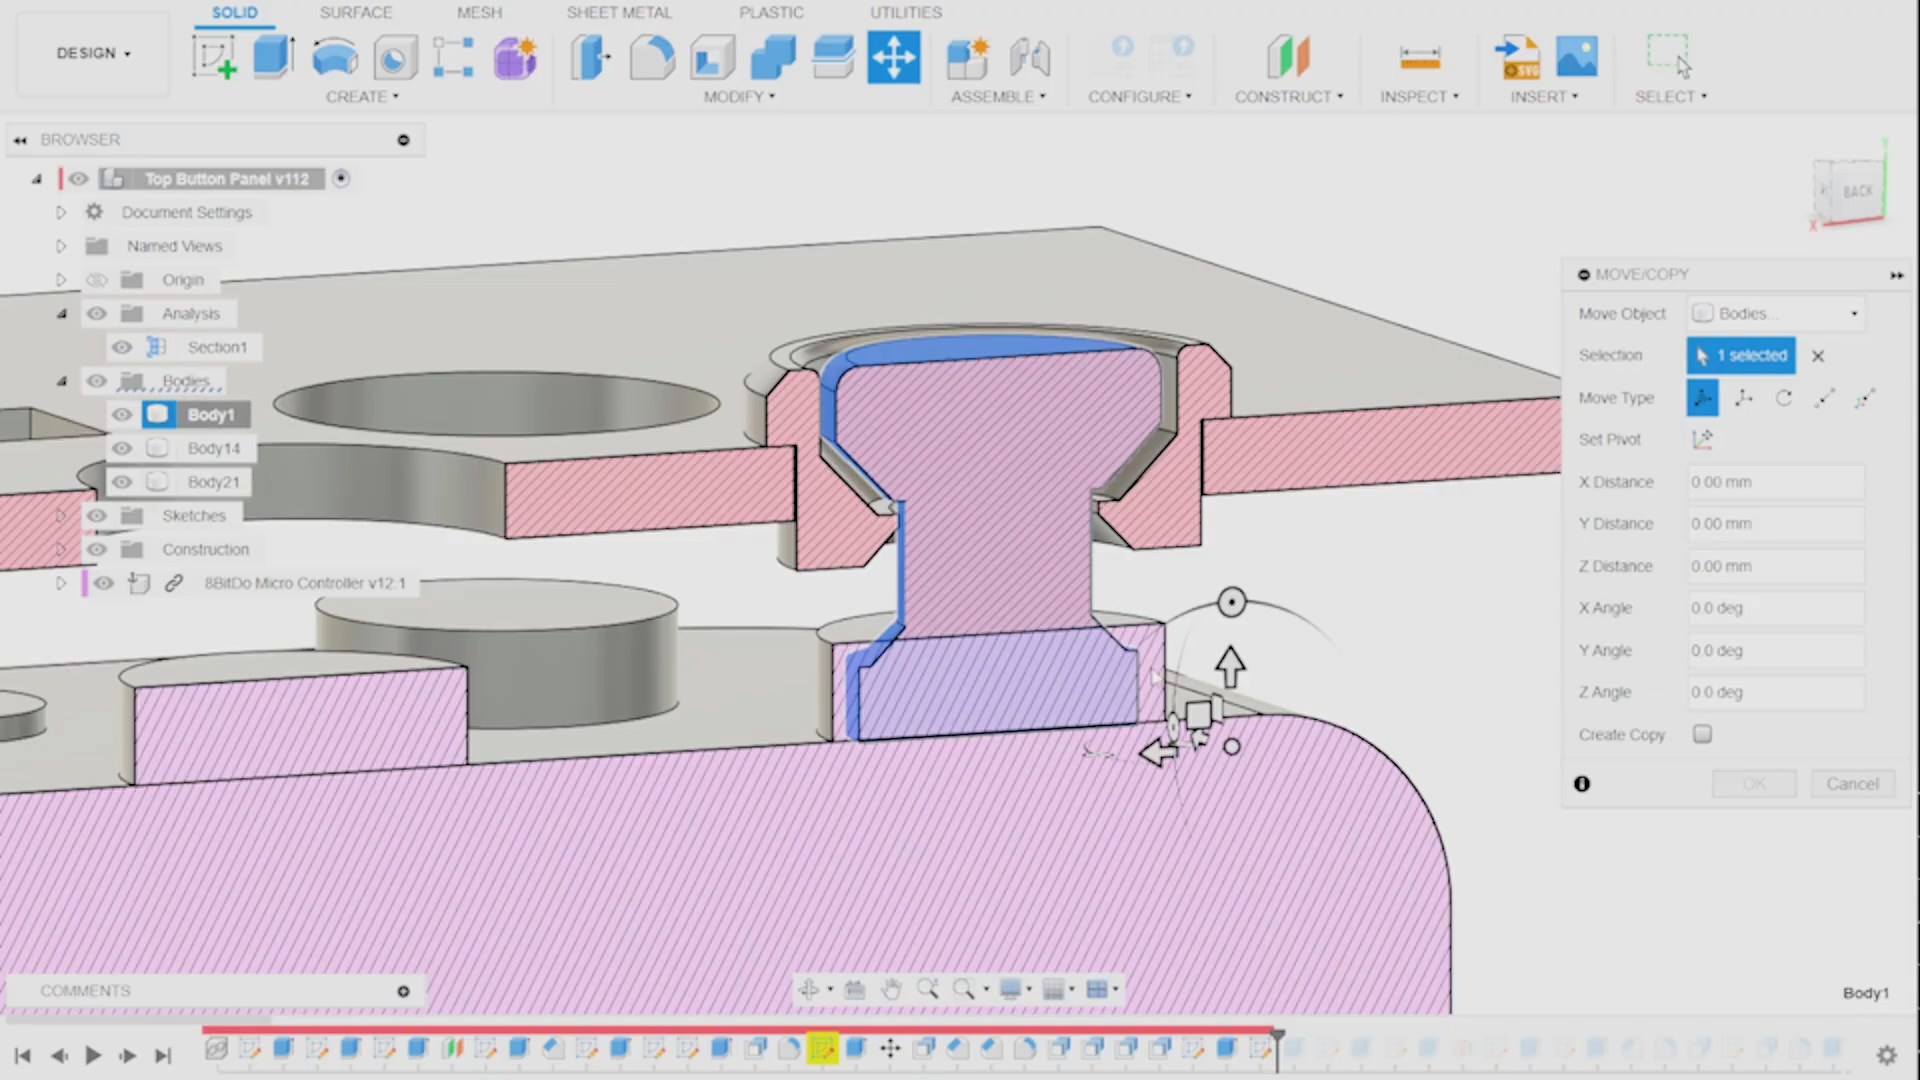 SOLID SURFACE MESH SHEET METAL PLASTIC UTILITIES
DESIGN
CREATE MODIFY ASSEMBLE CONFIGURE CONSTRUCT INSPECT INSERT SELECT
SVG
BROWSER
Top Button Panel v112
Document Settings
Named Views
Origin
Analysis
Section1
Bodies
Body1
Body14
Body21
Sketches
Construction
8BitDo Micro Controller v12:1
BACK
Y
X
MOVE/COPY
Move Object Bodies...
Selection 1 selected
Move Type
Set Pivot
X Distance 0.00 mm
Y Distance 0.00 mm
Z Distance 0.00 mm
X Angle 0.0 deg
Y Angle 0.0 deg
Z Angle 0.0 deg
Create Copy
OK Cancel
COMMENTS
Body1